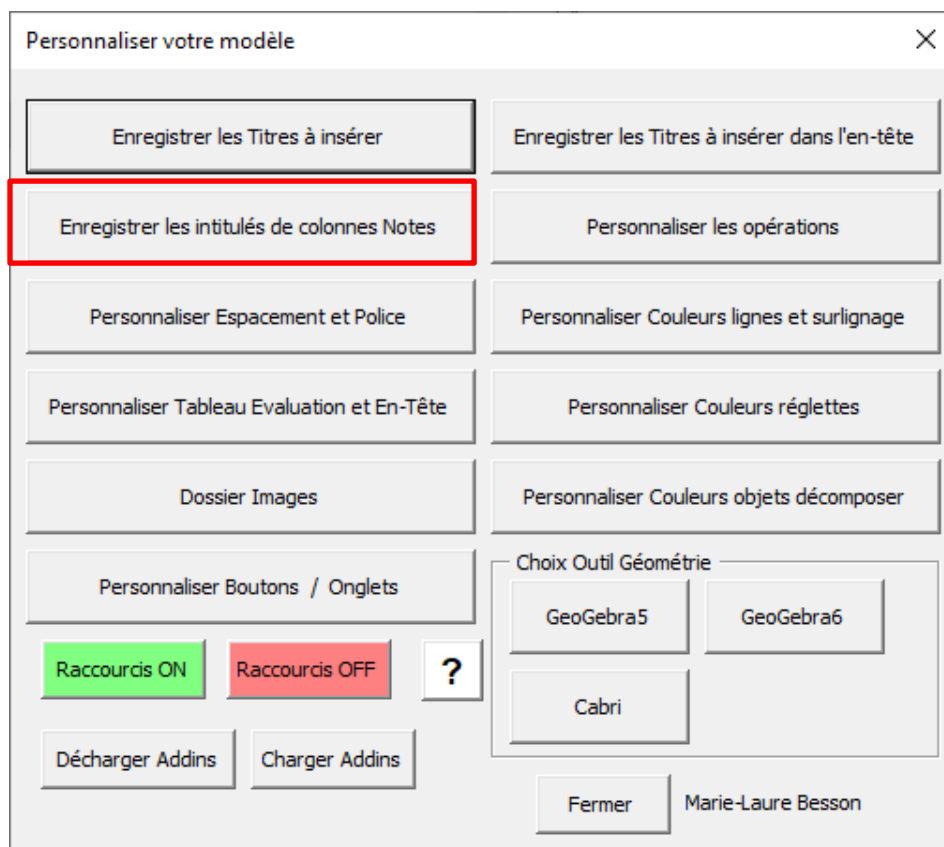 Personnaliser votre modèle
Enregistrer les Titres à insérer
Enregistrer les Titres à insérer dans l'en-tête
Enregistrer les intitulés de colonnes Notes
Personnaliser les opérations
Personnaliser Espacement et Police
Personnaliser Couleurs lignes et surlignage
Personnaliser Tableau Evaluation et En-Tête
Personnaliser Couleurs réglettes
Dossier Images
Personnaliser Couleurs objets décomposer
Personnaliser Boutons / Onglets
Choix Outil Géométrie
GeoGebra5
GeoGebra6
Raccourcis ON
Raccourcis OFF
?
Cabri
Décharger Addins
Charger Addins
Fermer
Marie-Laure Besson